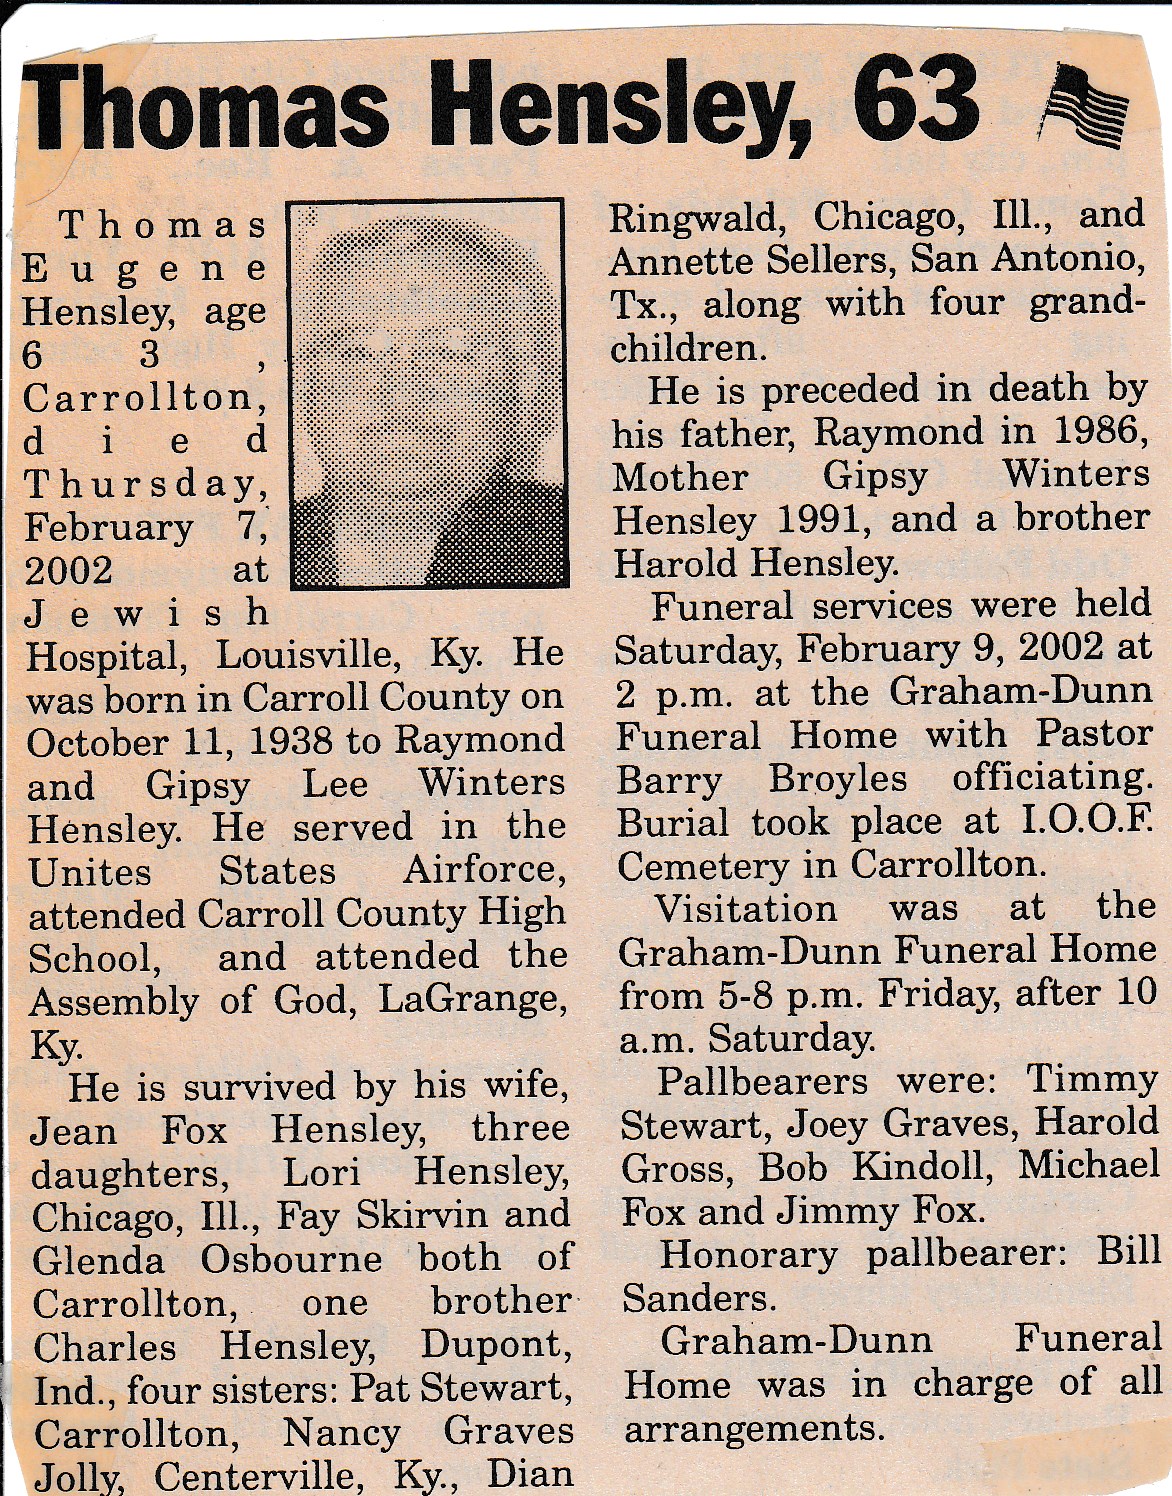 Thomas Hensley, 63
Thomas
Eugene
Hensley, age
63,
Carrollton,
died
Thursday,
February 7,
2002 at
Jewish
Hospital, Louisville, Ky. He
was born in Carroll County on
October 11, 1938 to Raymond
and Gipsy Lee Winters
Hensley. He served in the
Unites States Airforce,
attended Carroll County High
School, and attended the
Assembly of God, LaGrange,
Ky.
He is survived by his wife,
Jean Fox Hensley, three
daughters, Lori Hensley,
Chicago, Ill., Fay Skirvin and
Glenda Osbourne both of
Carrollton, one brother
Charles Hensley, Dupont,
Ind., four sisters: Pat Stewart,
Carrollton, Nancy Graves
Jolly, Centerville, Ky., Dian
Ringwald, Chicago, Ill., and
Annette Sellers, San Antonio,
Tx., along with four grand-
children.
He is preceded in death by
his father, Raymond in 1986,
Mother Gipsy Winters
Hensley 1991, and a brother
Harold Hensley.
Funeral services were held
Saturday, February 9, 2002 at
2 p.m. at the Graham-Dunn
Funeral Home with Pastor
Barry Broyles officiating.
Burial took place at I.O.O.F.
Cemetery in Carrollton.
Visitation was at the
Graham-Dunn Funeral Home
from 5-8 p.m. Friday, after 10
a.m. Saturday.
Pallbearers were: Timmy
Stewart, Joey Graves, Harold
Gross, Bob Kindoll, Michael
Fox and Jimmy Fox.
Honorary pallbearer: Bill
Sanders.
Graham-Dunn Funeral
Home was in charge of all
arrangements.